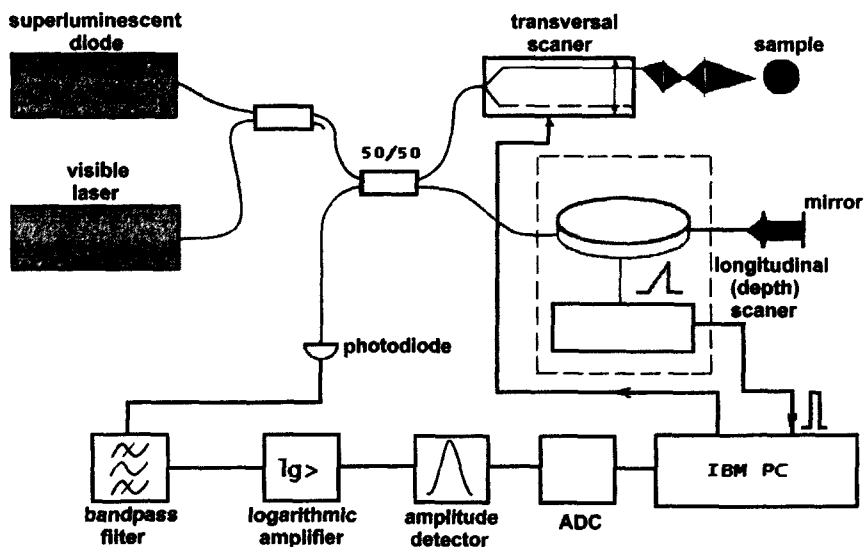 superluminescent
diode
transversal
scaner
sample
visible
laser
50/50
mirror
longitudinal
(depth)
scaner
photodiode
lg>
IBM PC
bandpass
filter
logarithmic
amplifier
amplitude
detector
ADC